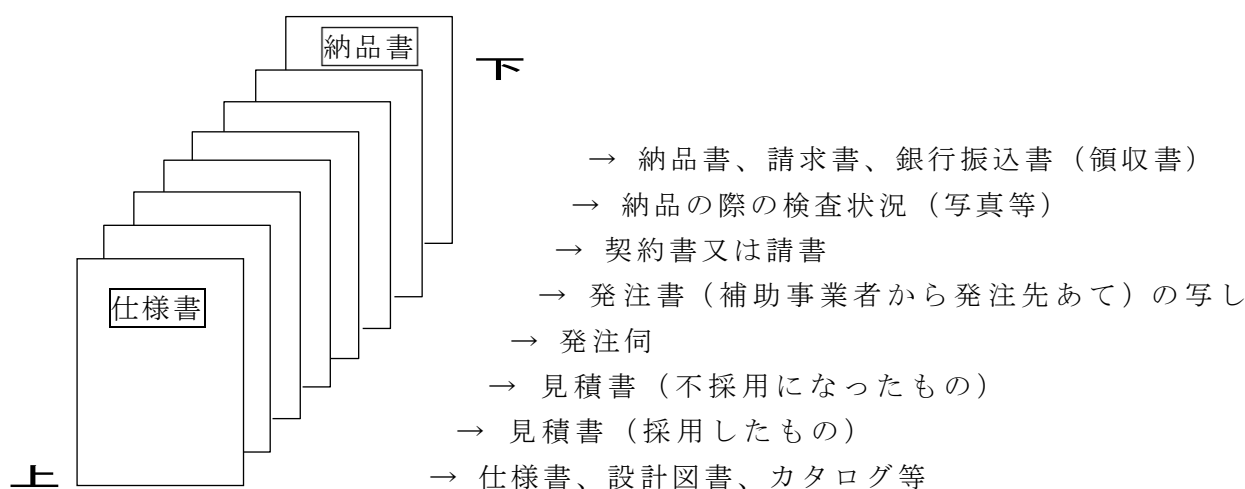 納品書
下
→ 納品書、請求書、銀行振込書（領収書）
→ 納品の際の検査状況（写真等）
→ 契約書又は請書
→ 発注書（補助事業者から発注先あて）の写し
仕様書
→ 発注伺
→ 見積書（不採用になったもの）
→ 見積書（採用したもの）
上
→ 仕様書、設計図書、カタログ等